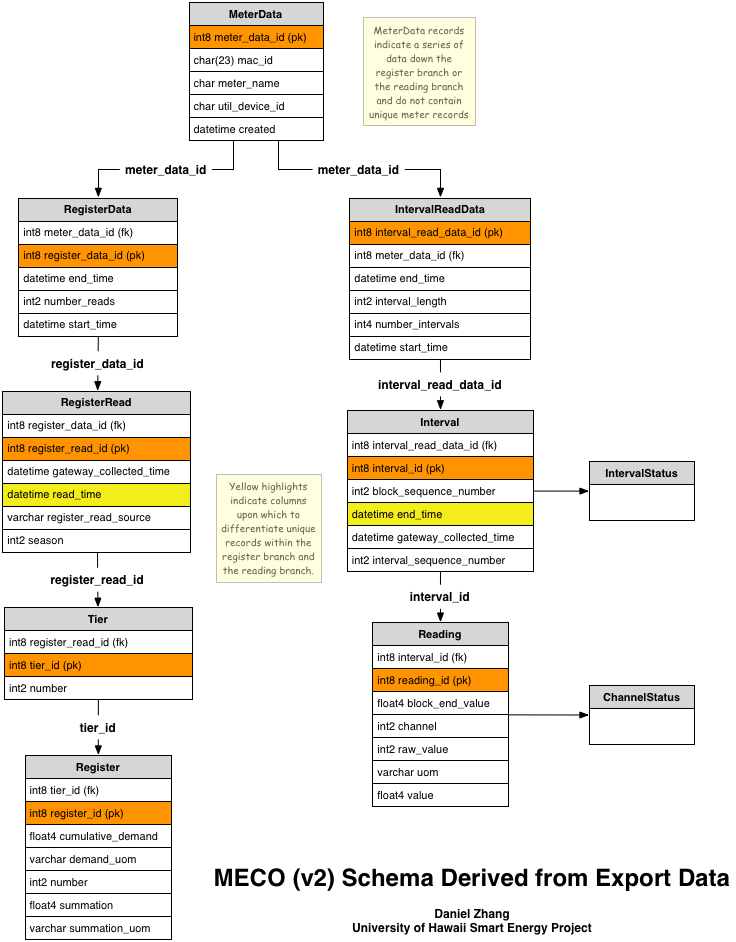 MeterData
int8 meter_data_id (pk)
char(23) mac_id
char meter_name
char util_device_id
datetime created
MeterData records
indicate a series of
data down the
register branch or
the reading branch
and do not contain
unique meter records
meter_data_id
meter_data_id
RegisterData
int8 meter_data_id (fk)
int8 register_data_id (pk)
datetime end_time
int2 number_reads
datetime start_time
register_data_id
RegisterRead
int8 register_data_id (fk)
int8 register_read_id (pk)
datetime gateway_collected_time
datetime read_time
varchar register_read_source
int2 season
register_read_id
Tier
int8 register_read_id (fk)
int8 tier_id (pk)
int2 number
tier_id
Register
int8 tier_id (fk)
int8 register_id (pk)
float4 cumulative_demand
varchar demand_uom
int2 number
float4 summation
varchar summation_uom
Yellow highlights
indicate columns
upon which to
differentiate unique
records within the
register branch and
the reading branch.
IntervalReadData
int8 interval_read_data_id (pk)
int8 meter_data_id (fk)
datetime end_time
int2 interval_length
int4 number_intervals
datetime start_time
interval_read_data_id
Interval
int8 interval_read_data_id (fk)
int8 interval_id (pk)
int2 block_sequence_number
datetime end_time
datetime gateway_collected_time
int2 interval_sequence_number
IntervalStatus
interval_id
Reading
int8 interval_id (fk)
int8 reading_id (pk)
float4 block_end_value
int2 channel
int2 raw_value
varchar uom
float4 value
ChannelStatus
MECO (v2) Schema Derived from Export Data
Daniel Zhang
University of Hawaii Smart Energy Project